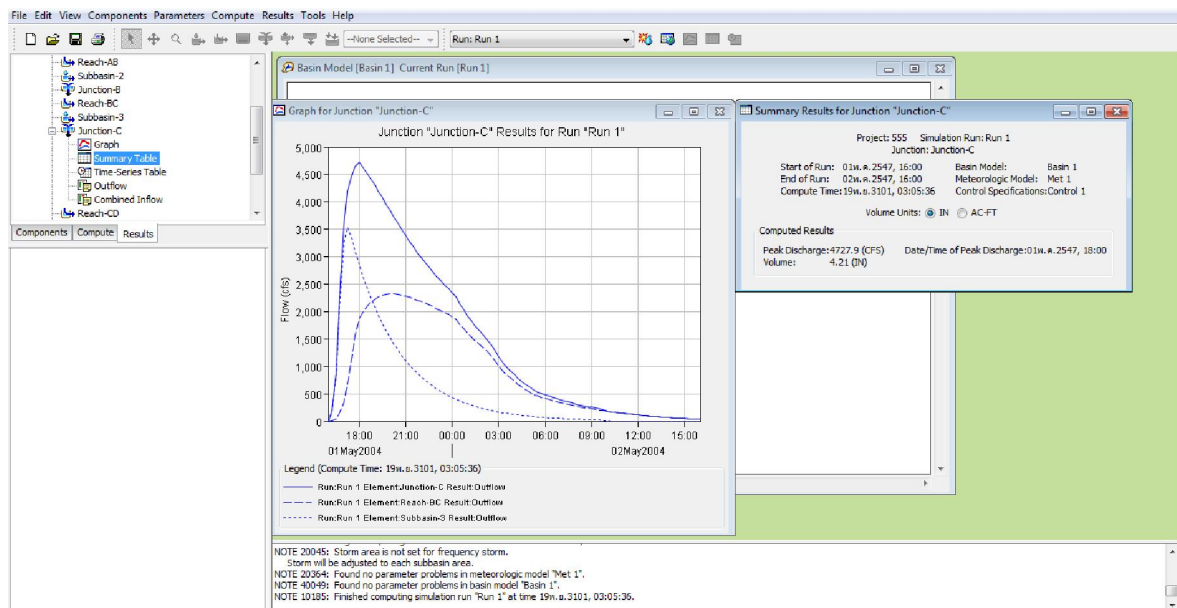 File Edit View Components Parameters Compute Results Tools Help
--None Selected-- Run: Run 1
Reach-AB
Subbasin-2
Junction-B
Reach-BC
Subbasin-3
Junction-C
Graph
Summary Table
Time-Series Table
Outflow
Combined Inflow
Reach-CD
Components Compute Results
Basin Model [Basin 1] Current Run [Run 1]
Graph for Junction "Junction-C"
Junction "Junction-C" Results for Run "Run 1"
5,000
4,500
4,000
3,500
3,000
2,500
2,000
1,500
1,000
500
0
Flow (cfs)
18:00 21:00 00:00 03:00 06:00 09:00 12:00 15:00
01May2004 02May2004
Legend (Compute Time: 19พ.ย.3101, 03:05:36)
Run:Run 1 Element:Junction-C Result:Outflow
Run:Run 1 Element:Reach-BC Result:Outflow
Run:Run 1 Element:Subbasin-3 Result:Outflow
Summary Results for Junction "Junction-C"
Project: 555 Simulation Run: Run 1
Junction: Junction-C
Start of Run: 01พ.ค.2547, 16:00 Basin Model: Basin 1
End of Run: 02พ.ค.2547, 16:00 Meteorologic Model: Met 1
Compute Time:19พ.ย.3101, 03:05:36 Control Specifications:Control 1
Volume Units: IN AC-FT
Computed Results
Peak Discharge:4727.9 (CFS) Date/Time of Peak Discharge:01พ.ค.2547, 18:00
Volume: 4.21 (IN)
NOTE 20045: Storm area is not set for frequency storm.
Storm will be adjusted to each subbasin area.
NOTE 20364: Found no parameter problems in meteorologic model "Met 1".
NOTE 40049: Found no parameter problems in basin model "Basin 1".
NOTE 10185: Finished computing simulation run "Run 1" at time 19พ.ย.3101, 03:05:36.